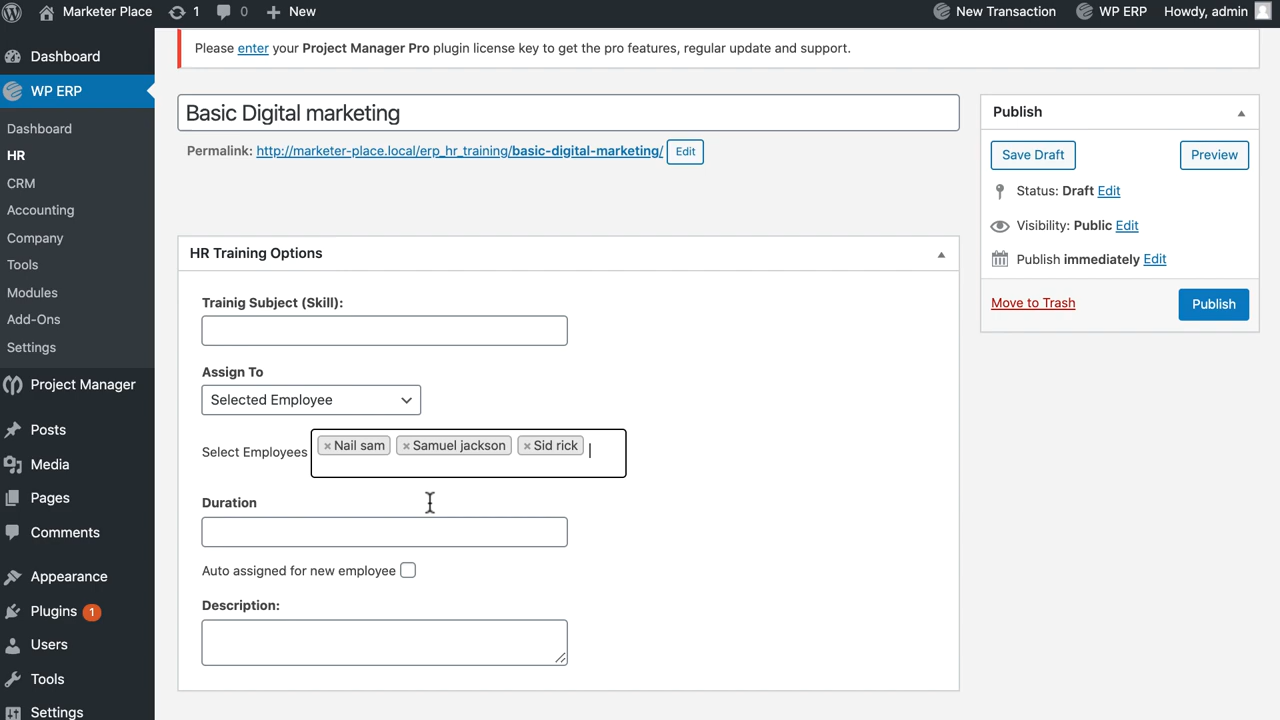 Marketer Place 1 0 New New Transaction WP ERP Howdy, admin
Please enter your Project Manager Pro plugin license key to get the pro features, regular update and support.
Dashboard
WP ERP
Dashboard
HR
CRM
Accounting
Company
Tools
Modules
Add-Ons
Settings
Project Manager
Posts
Media
Pages
Comments
Appearance
Plugins 1
Users
Tools
Settings
Basic Digital marketing
Permalink: http://marketer-place.local/erp_hr_training/basic-digital-marketing/ Edit
HR Training Options
Trainig Subject (Skill):
Assign To
Selected Employee
Select Employees × Nail sam × Samuel jackson × Sid rick
Duration
Auto assigned for new employee
Description:
Publish
Save Draft Preview
Status: Draft Edit
Visibility: Public Edit
Publish immediately Edit
Move to Trash Publish